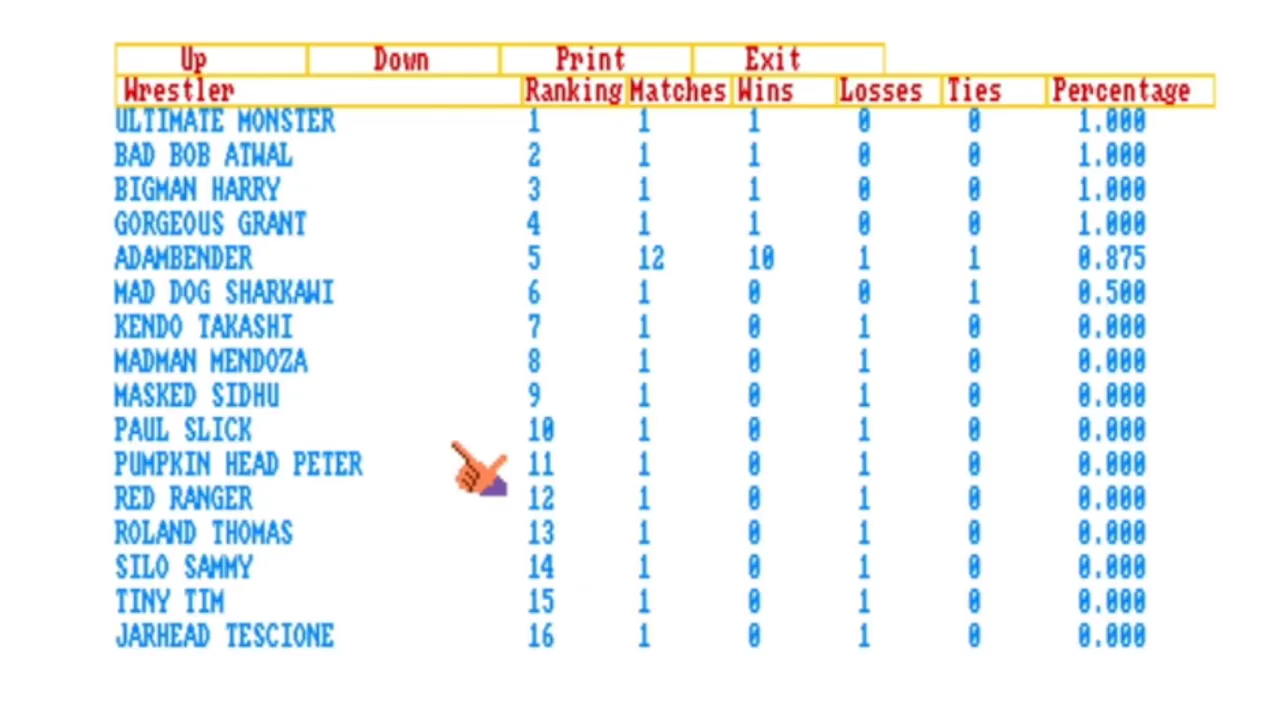 Up Down Print Exit
Wrestler Ranking Matches Wins Losses Ties Percentage
ULTIMATE MONSTER 1 1 1 0 0 1.000
BAD BOB ATWAL 2 1 1 0 0 1.000
BIGMAN HARRY 3 1 1 0 0 1.000
GORGEOUS GRANT 4 1 1 0 0 1.000
ADAMBENDER 5 12 10 1 1 0.875
MAD DOG SHARKAWI 6 1 0 0 1 0.500
KENDO TAKASHI 7 1 0 1 0 0.000
MADMAN MENDOZA 8 1 0 1 0 0.000
MASKED SIDHU 9 1 0 1 0 0.000
PAUL SLICK 10 1 0 1 0 0.000
PUMPKIN HEAD PETER 11 1 0 1 0 0.000
RED RANGER 12 1 0 1 0 0.000
ROLAND THOMAS 13 1 0 1 0 0.000
SILO SAMMY 14 1 0 1 0 0.000
TINY TIM 15 1 0 1 0 0.000
JARHEAD TESCIONE 16 1 0 1 0 0.000